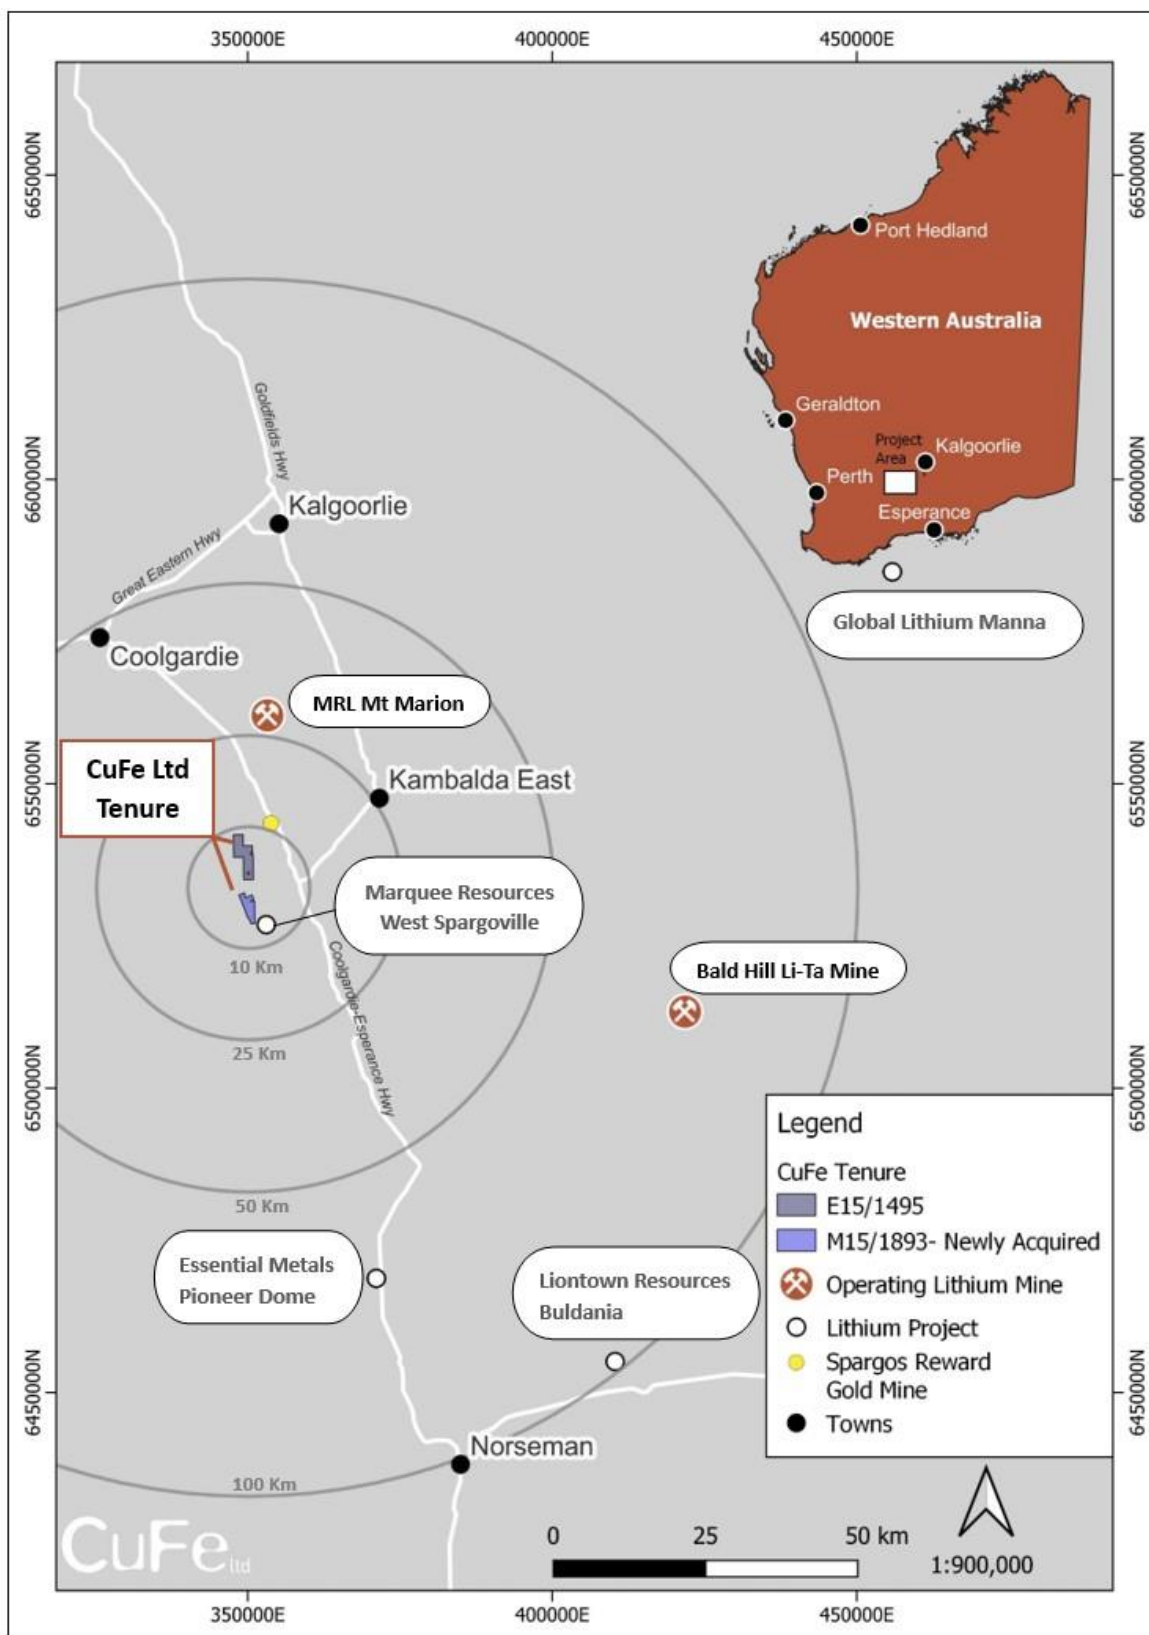 350000E
400000E
450000E
6650000N
6650000N
Port Hedland
Western Australia
Goldfields Hwy
Geraldton
Project
Area
Kalgoorlie
6600000N
6600000N
Perth
Kalgoorlie
Esperance
Great Eastern Hwy
Global Lithium Manna
Coolgardie
MRL Mt Marion
CuFe Ltd
Tenure
Kambalda East
6550000N
6550000N
Marquee Resources
West Spargoville
10 Km
Bald Hill Li-Ta Mine
Coolgardie-Esperance Hwy
25 Km
6500000N
6500000N
Legend
CuFe Tenure
E15/1495
M15/1893- Newly Acquired
Operating Lithium Mine
Lithium Project
Spargos Reward
Gold Mine
Towns
50 Km
Essential Metals
Pioneer Dome
Liontown Resources
Buldania
6450000N
6450000N
Norseman
100 Km
CuFe ltd
0 25 50 km
1:900,000
350000E
400000E
450000E